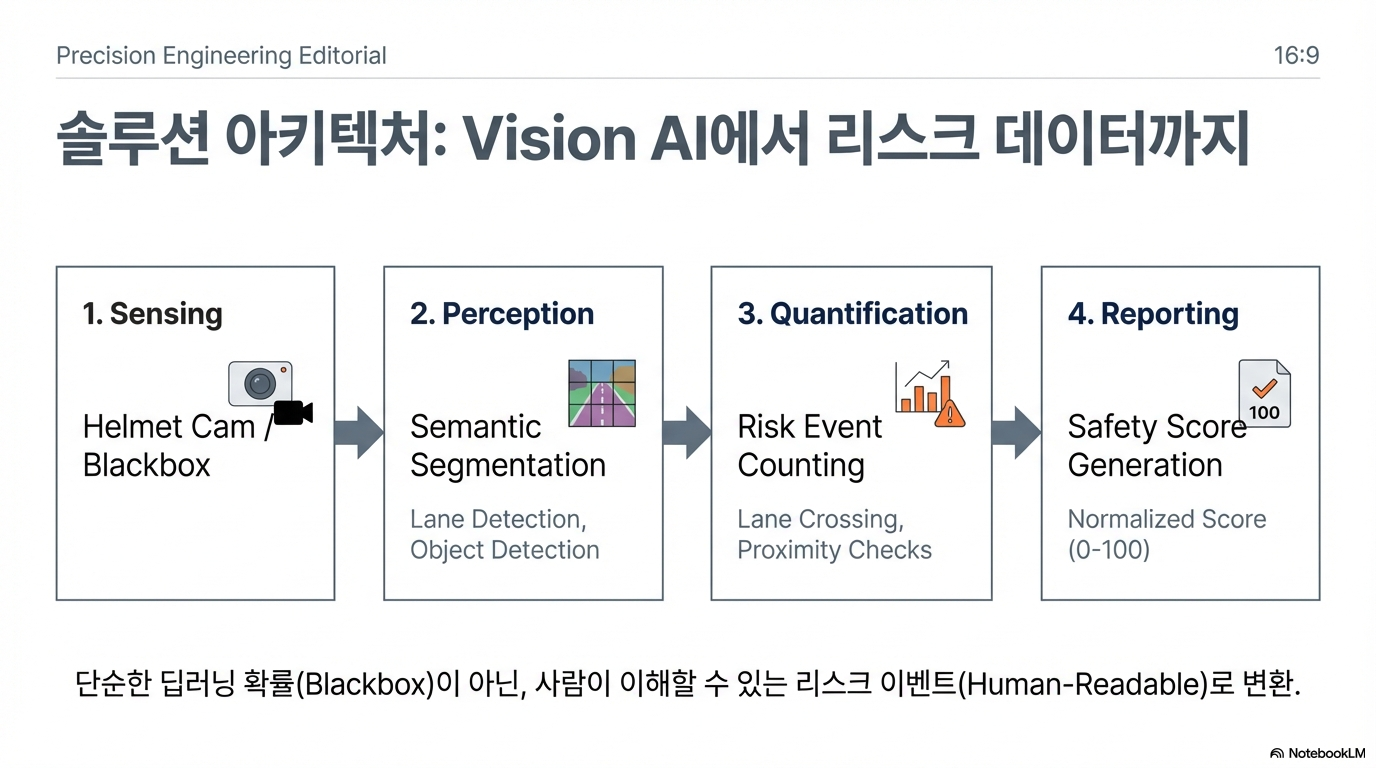 Precision Engineering Editorial
16:9
솔루션 아키텍처: Vision AI에서 리스크 데이터까지
1. Sensing
Helmet Cam /
Blackbox
2. Perception
Semantic
Segmentation
Lane Detection,
Object Detection
3. Quantification
Risk Event
Counting
Lane Crossing,
Proximity Checks
4. Reporting
100
Safety Score
Generation
Normalized Score
(0-100)
단순한 딥러닝 확률(Blackbox)이 아닌, 사람이 이해할 수 있는 리스크 이벤트(Human-Readable)로 변환.
NotebookLM